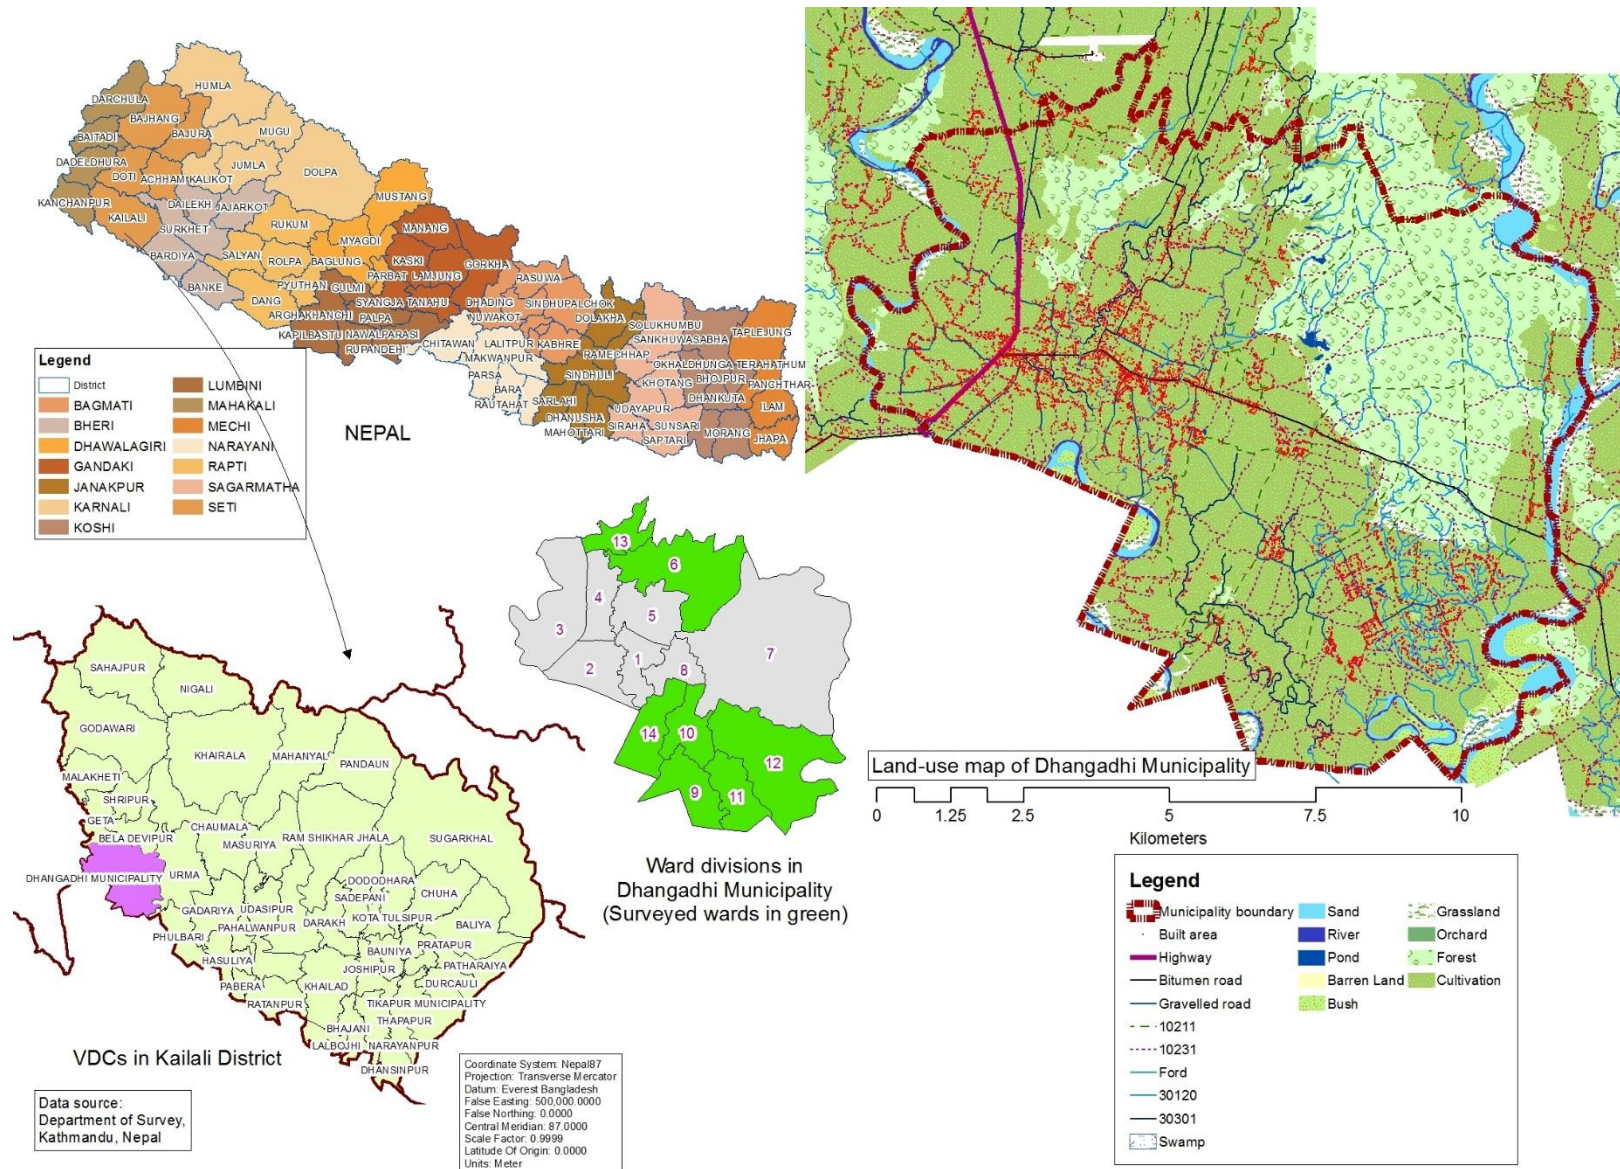 HUMLA
DARCHULA
BAJHANG
BAJURA
MUGU
BAITADI
DADELDHURA
DOTI
ACHHAM
KALIKOT
JUMLA
DOLPA
KANCHANPUR
KAILALI
DAILEKH
JAJARKOT
SURKHET
MUSTANG
RUKUM
MANANG
BARDIYA
SALYAN
ROLPA
MYAGDI
BAGLUNG
KASKI
GORKHA
PARBAT
LAMJUNG
RASUWA
BANKE
PYUTHAN
GULMI
DANG
SYANGJA
TANAHU
DHADING
SINDHUPALCHOK
NUWAKOT
DOLAKHA
ARGHAKHANCHI
PALPA
KAPILBASTU
NAWALPARASI
RUPANDEHI
CHITAWAN
LALITPUR
KABHRE
MAKWANPUR
RAMECHHAP
SOLUKHUMBU
SANKHUWASABHA
TAPLEJUNG
PARSA
BARA
RAUTAHAT
SARLAHI
SINDHULI
OKHALDHUNGA
TERAHATHUM
KHOTANG
BHOJPUR
PANCHTHAR
DHANKUTA
DHANUSHA
MAHOTTARI
UDAYAPUR
SIRAHA
SUNSARI
SAPTARI
MORANG
ILAM
JHAPA
NEPAL
Legend
District
BAGMATI
BHERI
DHAWALAGIRI
GANDAKI
JANAKPUR
KARNALI
KOSHI
LUMBINI
MAHAKALI
MECHI
NARAYANI
RAPTI
SAGARMATHA
SETI
13
6
4
5
3
7
2
1
8
14
10
12
9
11
Ward divisions in
Dhangadhi Municipality
(Surveyed wards in green)
SAHAJPUR
NIGALI
GODAWARI
KHAIRALA
MAHANYAL
PANDAUN
MALAKHETI
SHRIPUR
GETA
BELA DEVIPUR
CHAUMALA
MASURIYA
RAM SHIKHAR JHALA
SUGARKHAL
DHANGADHI MUNICIPALITY
URMA
DODODHARA
SADEPANI
CHUHA
GADARIYA
UDASIPUR
PAHALWANPUR
DARAKH
KOTA TULSIPUR
BALIYA
PHULBARI
BAUNIYA
PRATAPUR
HASULIYA
JOSHIPUR
PATHARAIYA
PABERA
KHAILAD
DURCAULI
RATANPUR
TIKAPUR MUNICIPALITY
BHAJANI
THAPAPUR
LALBOJHI
NARAYANPUR
DHANSINPUR
VDCs in Kailali District
Data source:
Department of Survey,
Kathmandu, Nepal
Coordinate System: Nepal87
Projection: Transverse Mercator
Datum: Everest Bangladesh
False Easting: 500,000.0000
False Northing: 0.0000
Central Meridian: 87.0000
Scale Factor: 0.9999
Latitude Of Origin: 0.0000
Units: Meter
Land-use map of Dhangadhi Municipality
0 1.25 2.5 5 7.5 10
Kilometers
Legend
Municipality boundary
Built area
Highway
Bitumen road
Gravelled road
10211
10231
Ford
30120
30301
Swamp
Sand
River
Pond
Barren Land
Bush
Grassland
Orchard
Forest
Cultivation